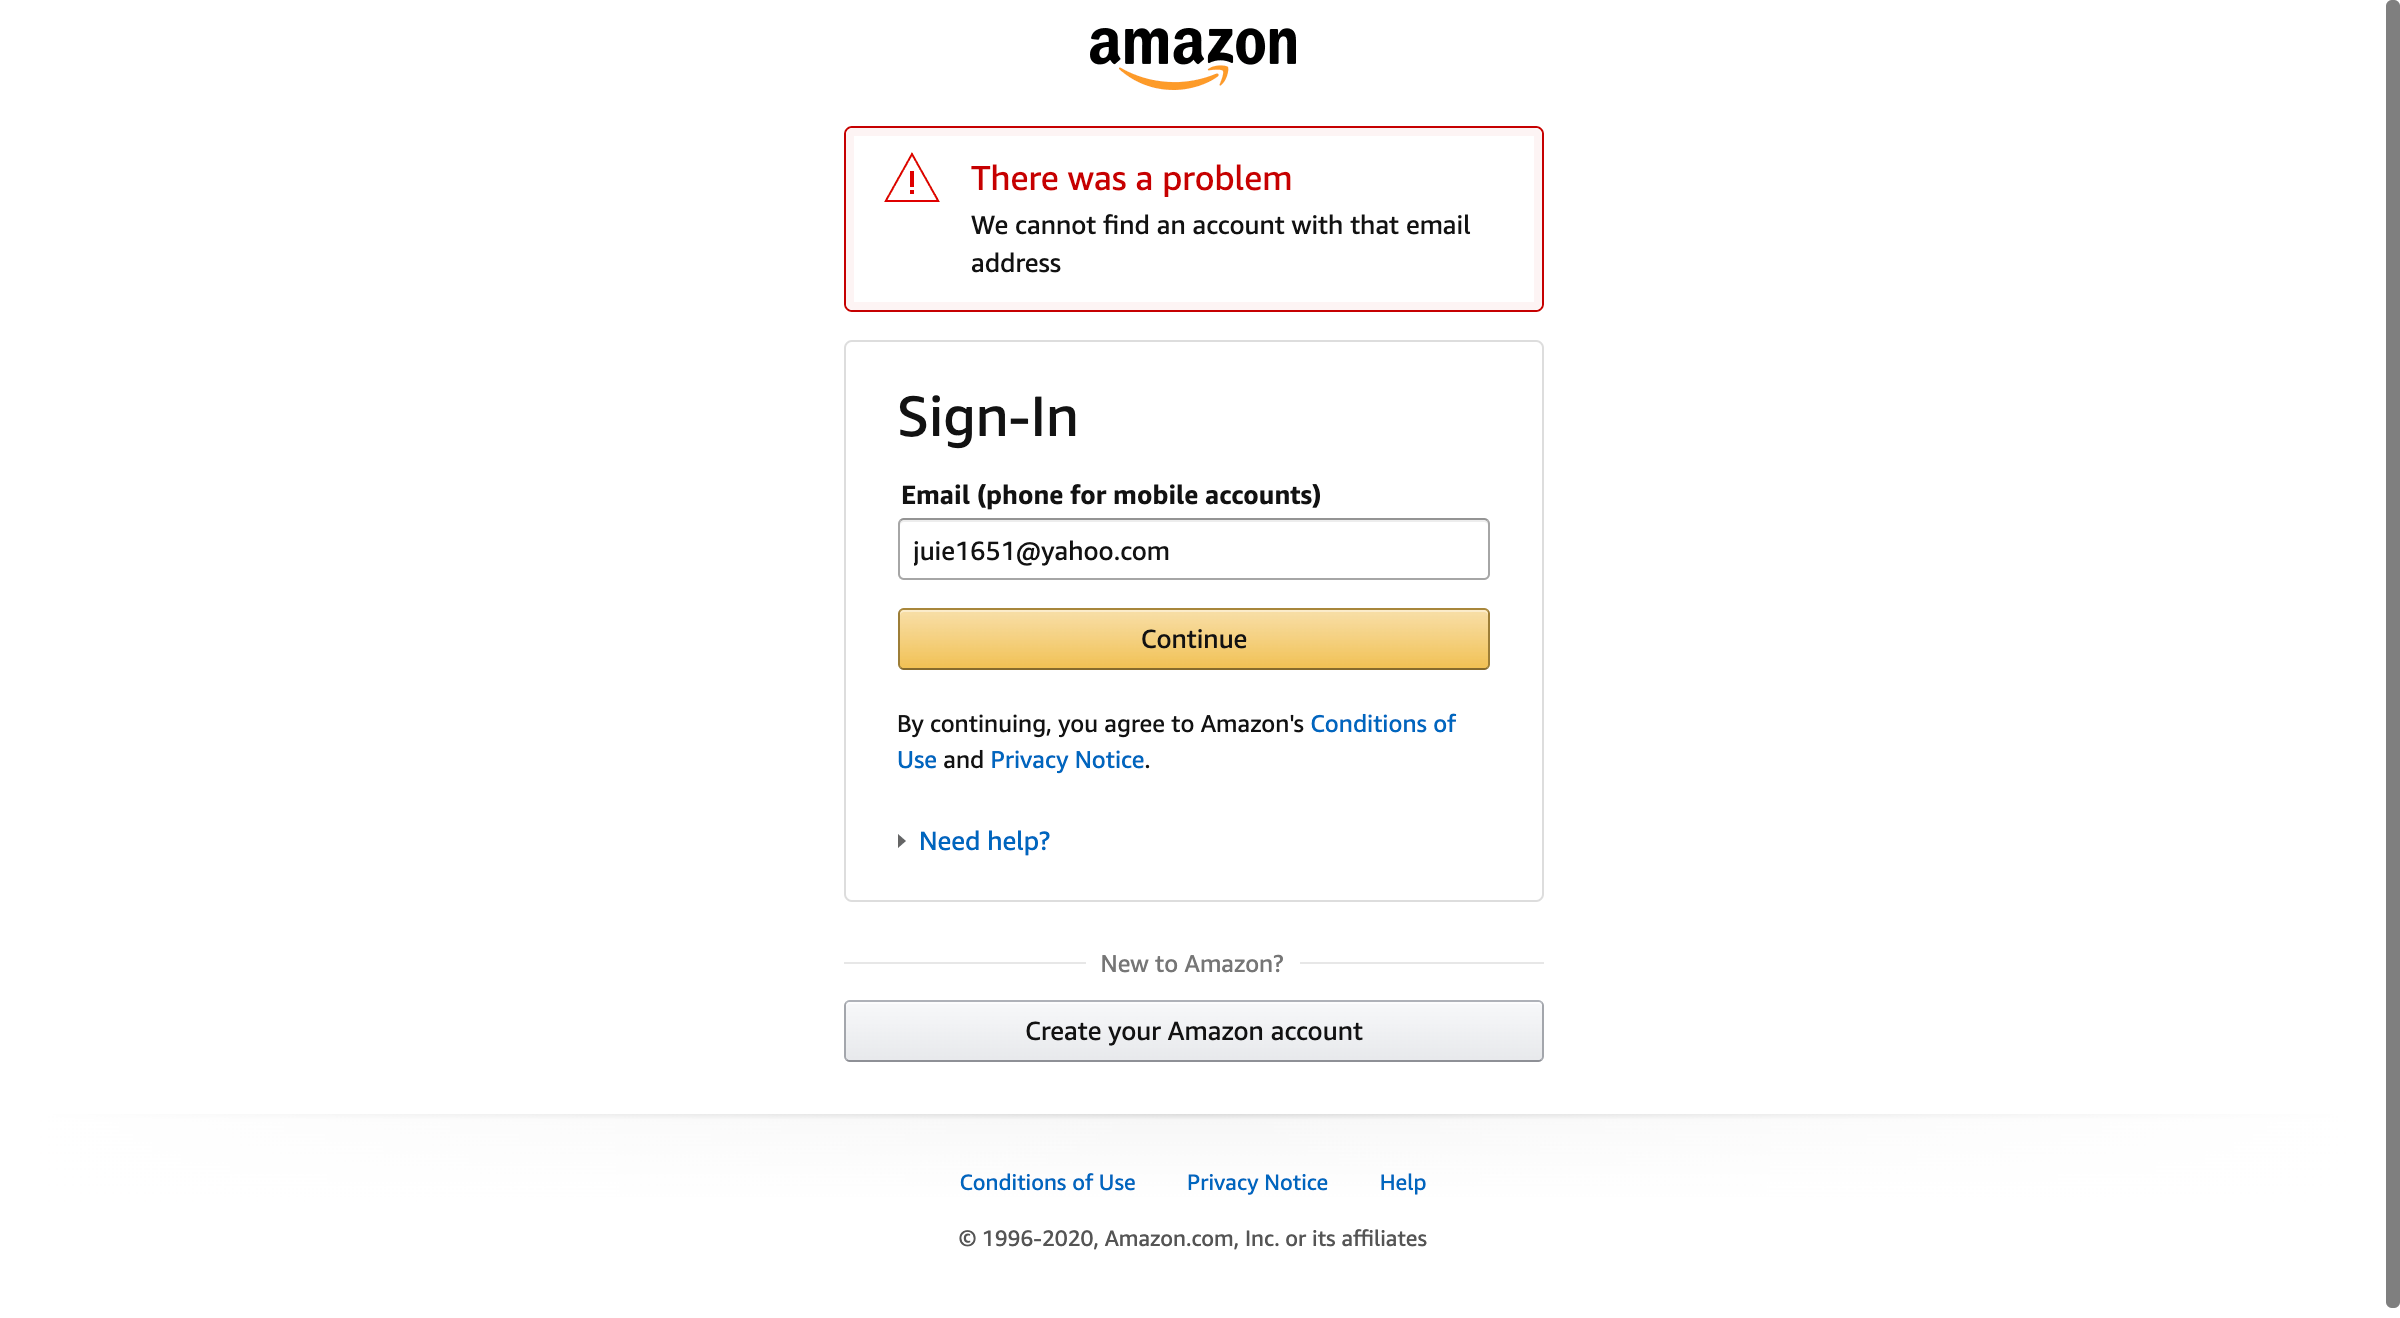 amazon
There was a problem
We cannot find an account with that email
address
Sign-In
Email (phone for mobile accounts)
juie1651@yahoo.com
Continue
By continuing, you agree to Amazon's Conditions of
Use and Privacy Notice.
Need help?
New to Amazon?
Create your Amazon account
Conditions of Use Privacy Notice Help
© 1996-2020, Amazon.com, Inc. or its affiliates